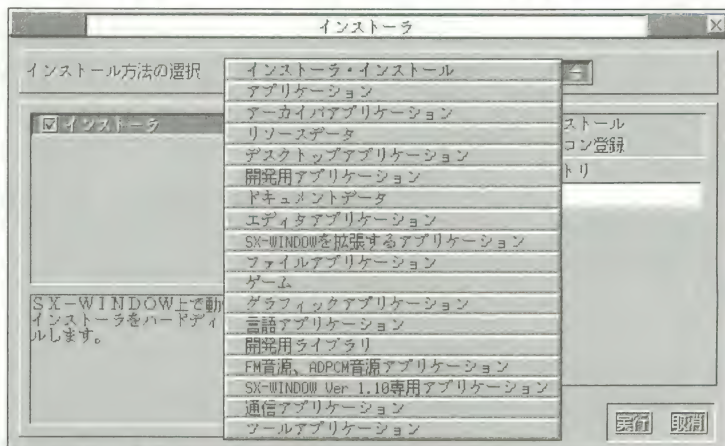 インストーラ
インストール方法の選択
インストーラ・インストール
アプリケーション
アーカイバアプリケーション
リソースデータ
デスクトップアプリケーション
開発用アプリケーション
ドキュメントデータ
エディタアプリケーション
SX-WINDOWを拡張するアプリケーション
ファイルアプリケーション
ゲーム
グラフィックアプリケーション
言語アプリケーション
開発用ライブラリ
FM音源、ADPCM音源アプリケーション
SX-WINDOW Ver 1.10専用アプリケーション
通信アプリケーション
ツールアプリケーション
インストーラ
ストール
コン登録
トリ
SX-WINDOW上で動
インストーラをハードディ
ルします。
実行 取消